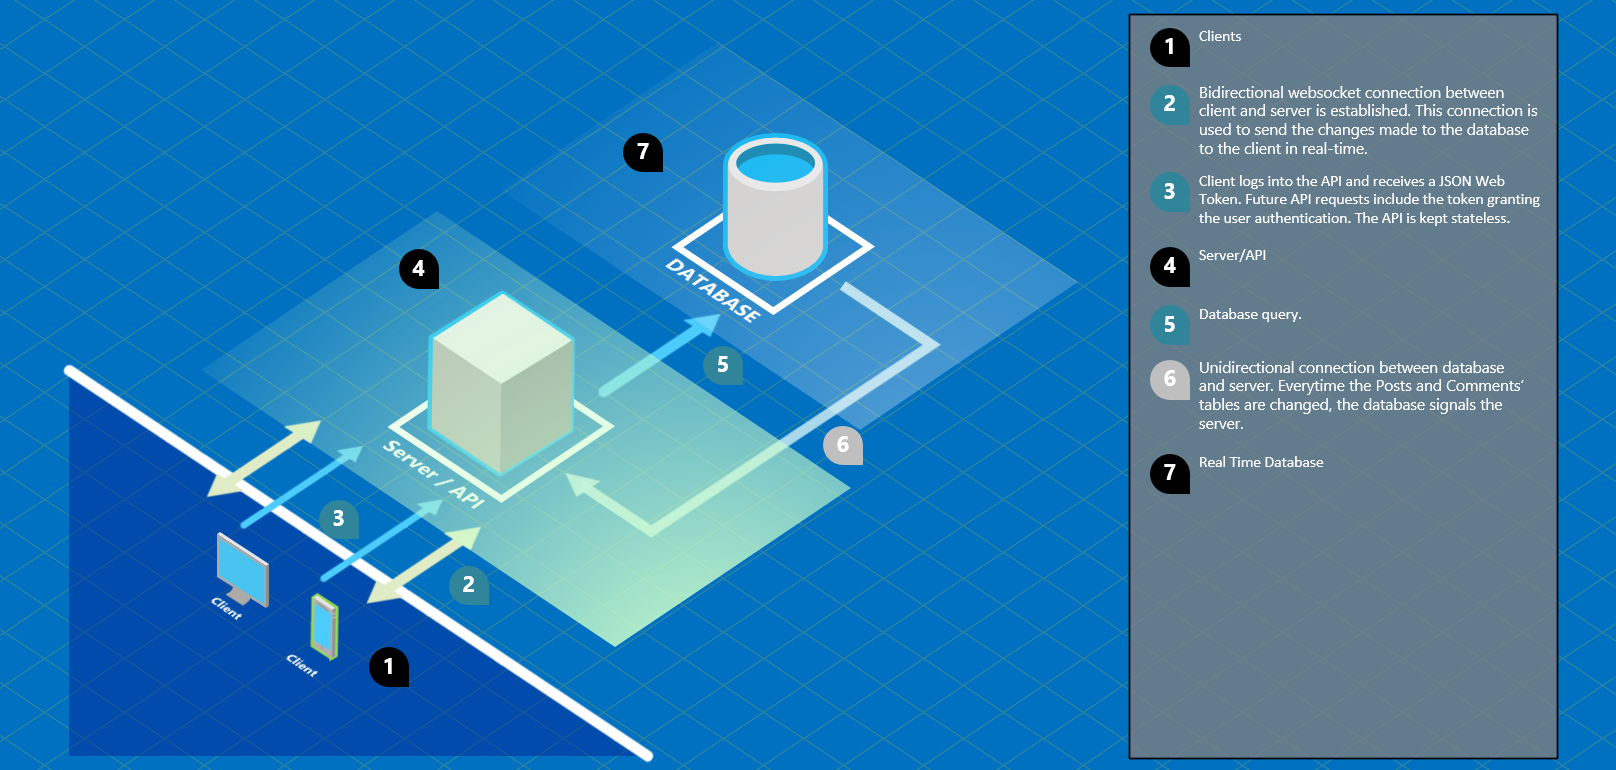 1
Clients
2
Bidirectional websocket connection between
client and server is established. This connection is
used to send the changes made to the database
to the client in real-time.
3
Client logs into the API and receives a JSON Web
Token. Future API requests include the token granting
the user authentication. The API is kept stateless.
4
Server/API
5
Database query.
6
Unidirectional connection between database
and server. Everytime the Posts and Comments’
tables are changed, the database signals the
server.
7
Real Time Database
7
DATABASE
4
Server / API
5
6
3
2
Client
Client
1